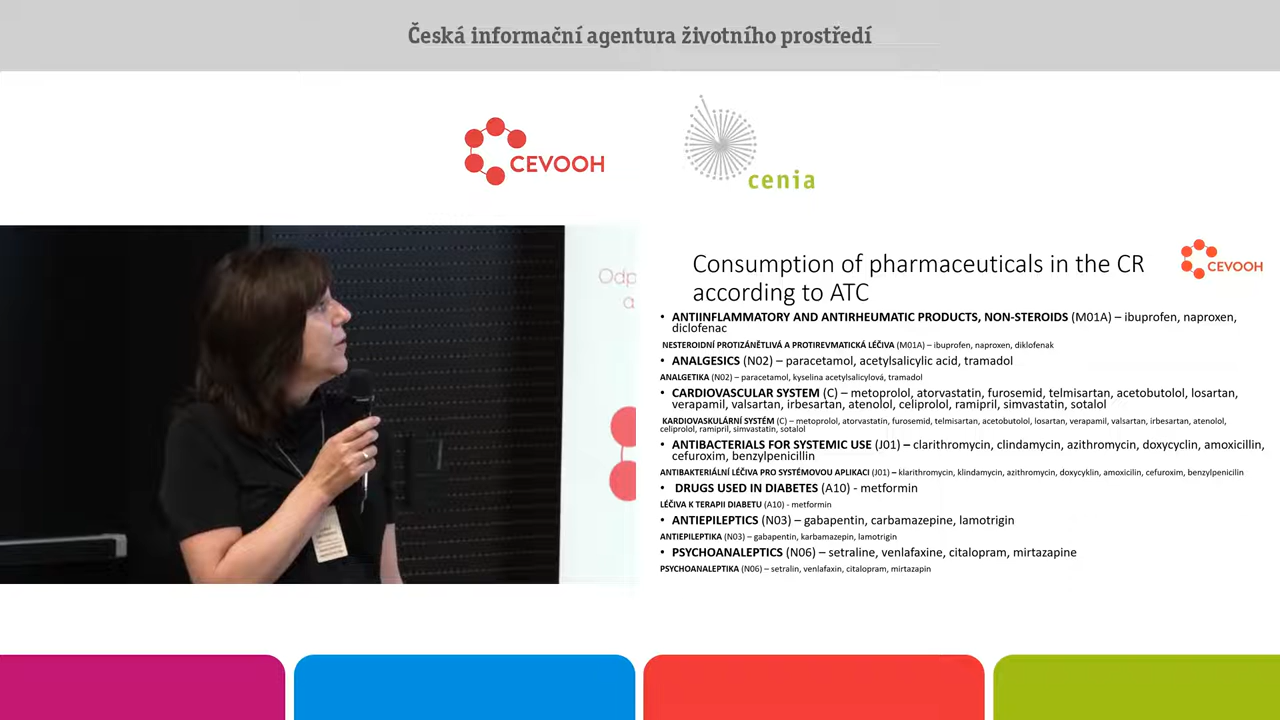 Česká informační agentura životního prostředí
CEVOOH
cenia
Odp
a
Consumption of pharmaceuticals in the CR
according to ATC
CEVOOH
• ANTIINFLAMMATORY AND ANTIRHEUMATIC PRODUCTS, NON-STEROIDS (M01A) – ibuprofen, naproxen,
diclofenac
NESTEROIDNÍ PROTIZÁNĚTLIVÁ A PROTIREVMATICKÁ LÉČIVA (M01A) – ibuprofen, naproxen, diklofenak
• ANALGESICS (N02) – paracetamol, acetylsalicylic acid, tramadol
ANALGETIKA (N02) – paracetamol, kyselina acetylsalicylová, tramadol
• CARDIOVASCULAR SYSTEM (C) – metoprolol, atorvastatin, furosemid, telmisartan, acetobutolol, losartan,
verapamil, valsartan, irbesartan, atenolol, celiprolol, ramipril, simvastatin, sotalol
KARDIOVASKULÁRNÍ SYSTÉM (C) – metoprolol, atorvastatin, furosemid, telmisartan, acetobutolol, losartan, verapamil, valsartan, irbesartan, atenolol,
celiprolol, ramipril, simvastatin, sotalol
• ANTIBACTERIALS FOR SYSTEMIC USE (J01) – clarithromycin, clindamycin, azithromycin, doxycyclin, amoxicillin,
cefuroxim, benzylpenicillin
ANTIBAKTERIÁLNÍ LÉČIVA PRO SYSTÉMOVOU APLIKACI (J01) – klarithromycin, klindamycin, azithromycin, doxycyklin, amoxicilin, cefuroxim, benzylpenicilin
• DRUGS USED IN DIABETES (A10) - metformin
LÉČIVA K TERAPII DIABETU (A10) - metformin
• ANTIEPILEPTICS (N03) – gabapentin, carbamazepine, lamotrigin
ANTIEPILEPTIKA (N03) – gabapentin, karbamazepin, lamotrigin
• PSYCHOANALEPTICS (N06) – setraline, venlafaxine, citalopram, mirtazapine
PSYCHOANALEPTIKA (N06) – setralin, venlafaxin, citalopram, mirtazapin